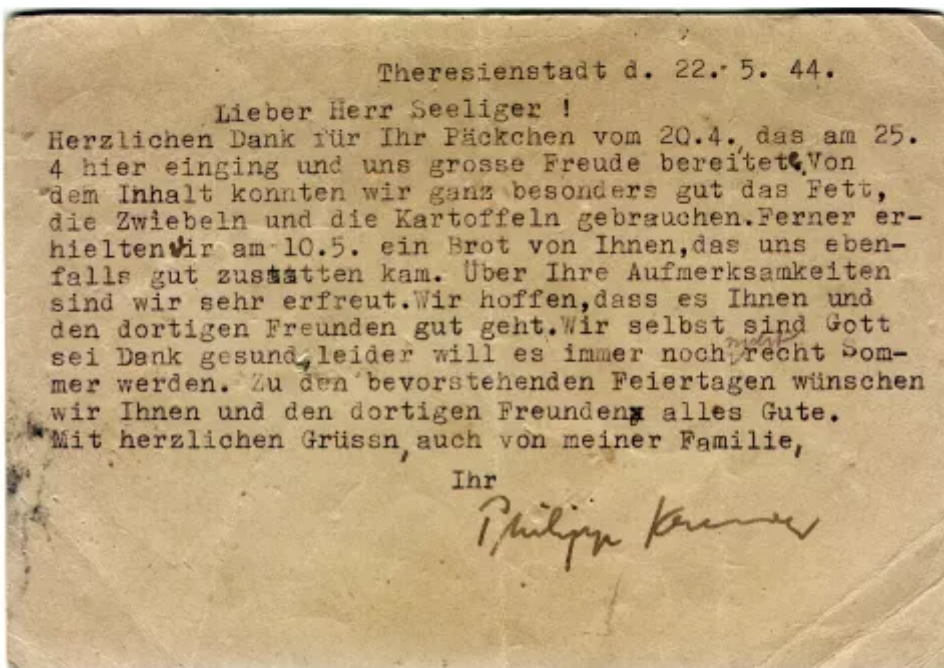 Theresienstadt d. 22. 5. 44.
Lieber Herr Seeliger !
Herzlichen Dank für Ihr Päckchen vom 20.4., das am 25.
4 hier einging und uns grosse Freude bereitete. Von
dem Inhalt konnten wir ganz besonders gut das Fett,
die Zwiebeln und die Kartoffeln gebrauchen.Ferner er-
hielten wir am 10.5. ein Brot von Ihnen,das uns eben-
falls gut zustatten kam. Über Ihre Aufmerksamkeiten
sind wir sehr erfreut.Wir hoffen,dass es Ihnen und
den dortigen Freunden gut geht.Wir selbst sind Gott
sei Dank gesund,leider will es immer noch nicht recht Som-
mer werden. Zu den bevorstehenden Feiertagen wünschen
wir Ihnen und den dortigen Freunden alles Gute.
Mit herzlichen Grüssn, auch von meiner Familie,
Ihr
Philipp